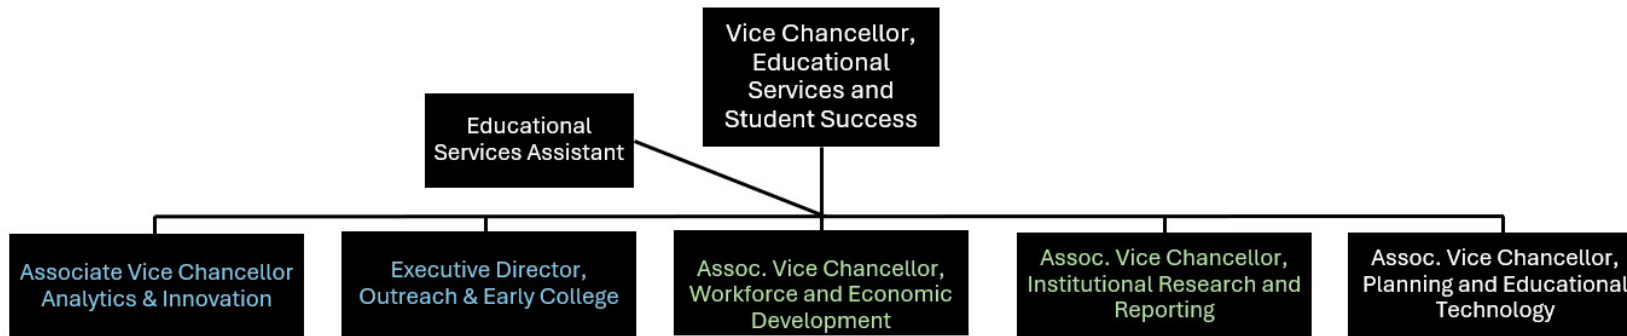 Vice Chancellor,
Educational
Services and
Student Success
Educational
Services Assistant
Associate Vice Chancellor
Analytics & Innovation
Executive Director,
Outreach & Early College
Assoc. Vice Chancellor,
Workforce and Economic
Development
Assoc. Vice Chancellor,
Institutional Research and
Reporting
Assoc. Vice Chancellor,
Planning and Educational
Technology